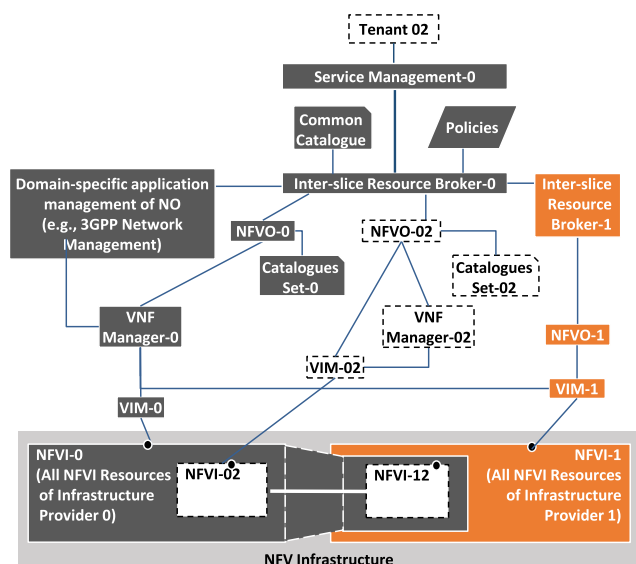 Tenant 02
Service Management-0
Common
Catalogue
Policies
Domain-specific application
management of NO
(e.g., 3GPP Network
Management)
Inter-slice Resource Broker-0
Inter-slice
Resource
Broker-1
NFVO-0
NFVO-02
Catalogues
Set-0
Catalogues
Set-02
VNF
Manager-0
VNF
Manager-02
NFVO-1
VIM-02
VIM-0
VIM-1
NFVI-0
(All NFVI Resources
of Infrastructure
Provider 0)
NFVI-02
NFVI-12
NFVI-1
(All NFVI Resources
of Infrastructure
Provider 1)
NFV Infrastructure